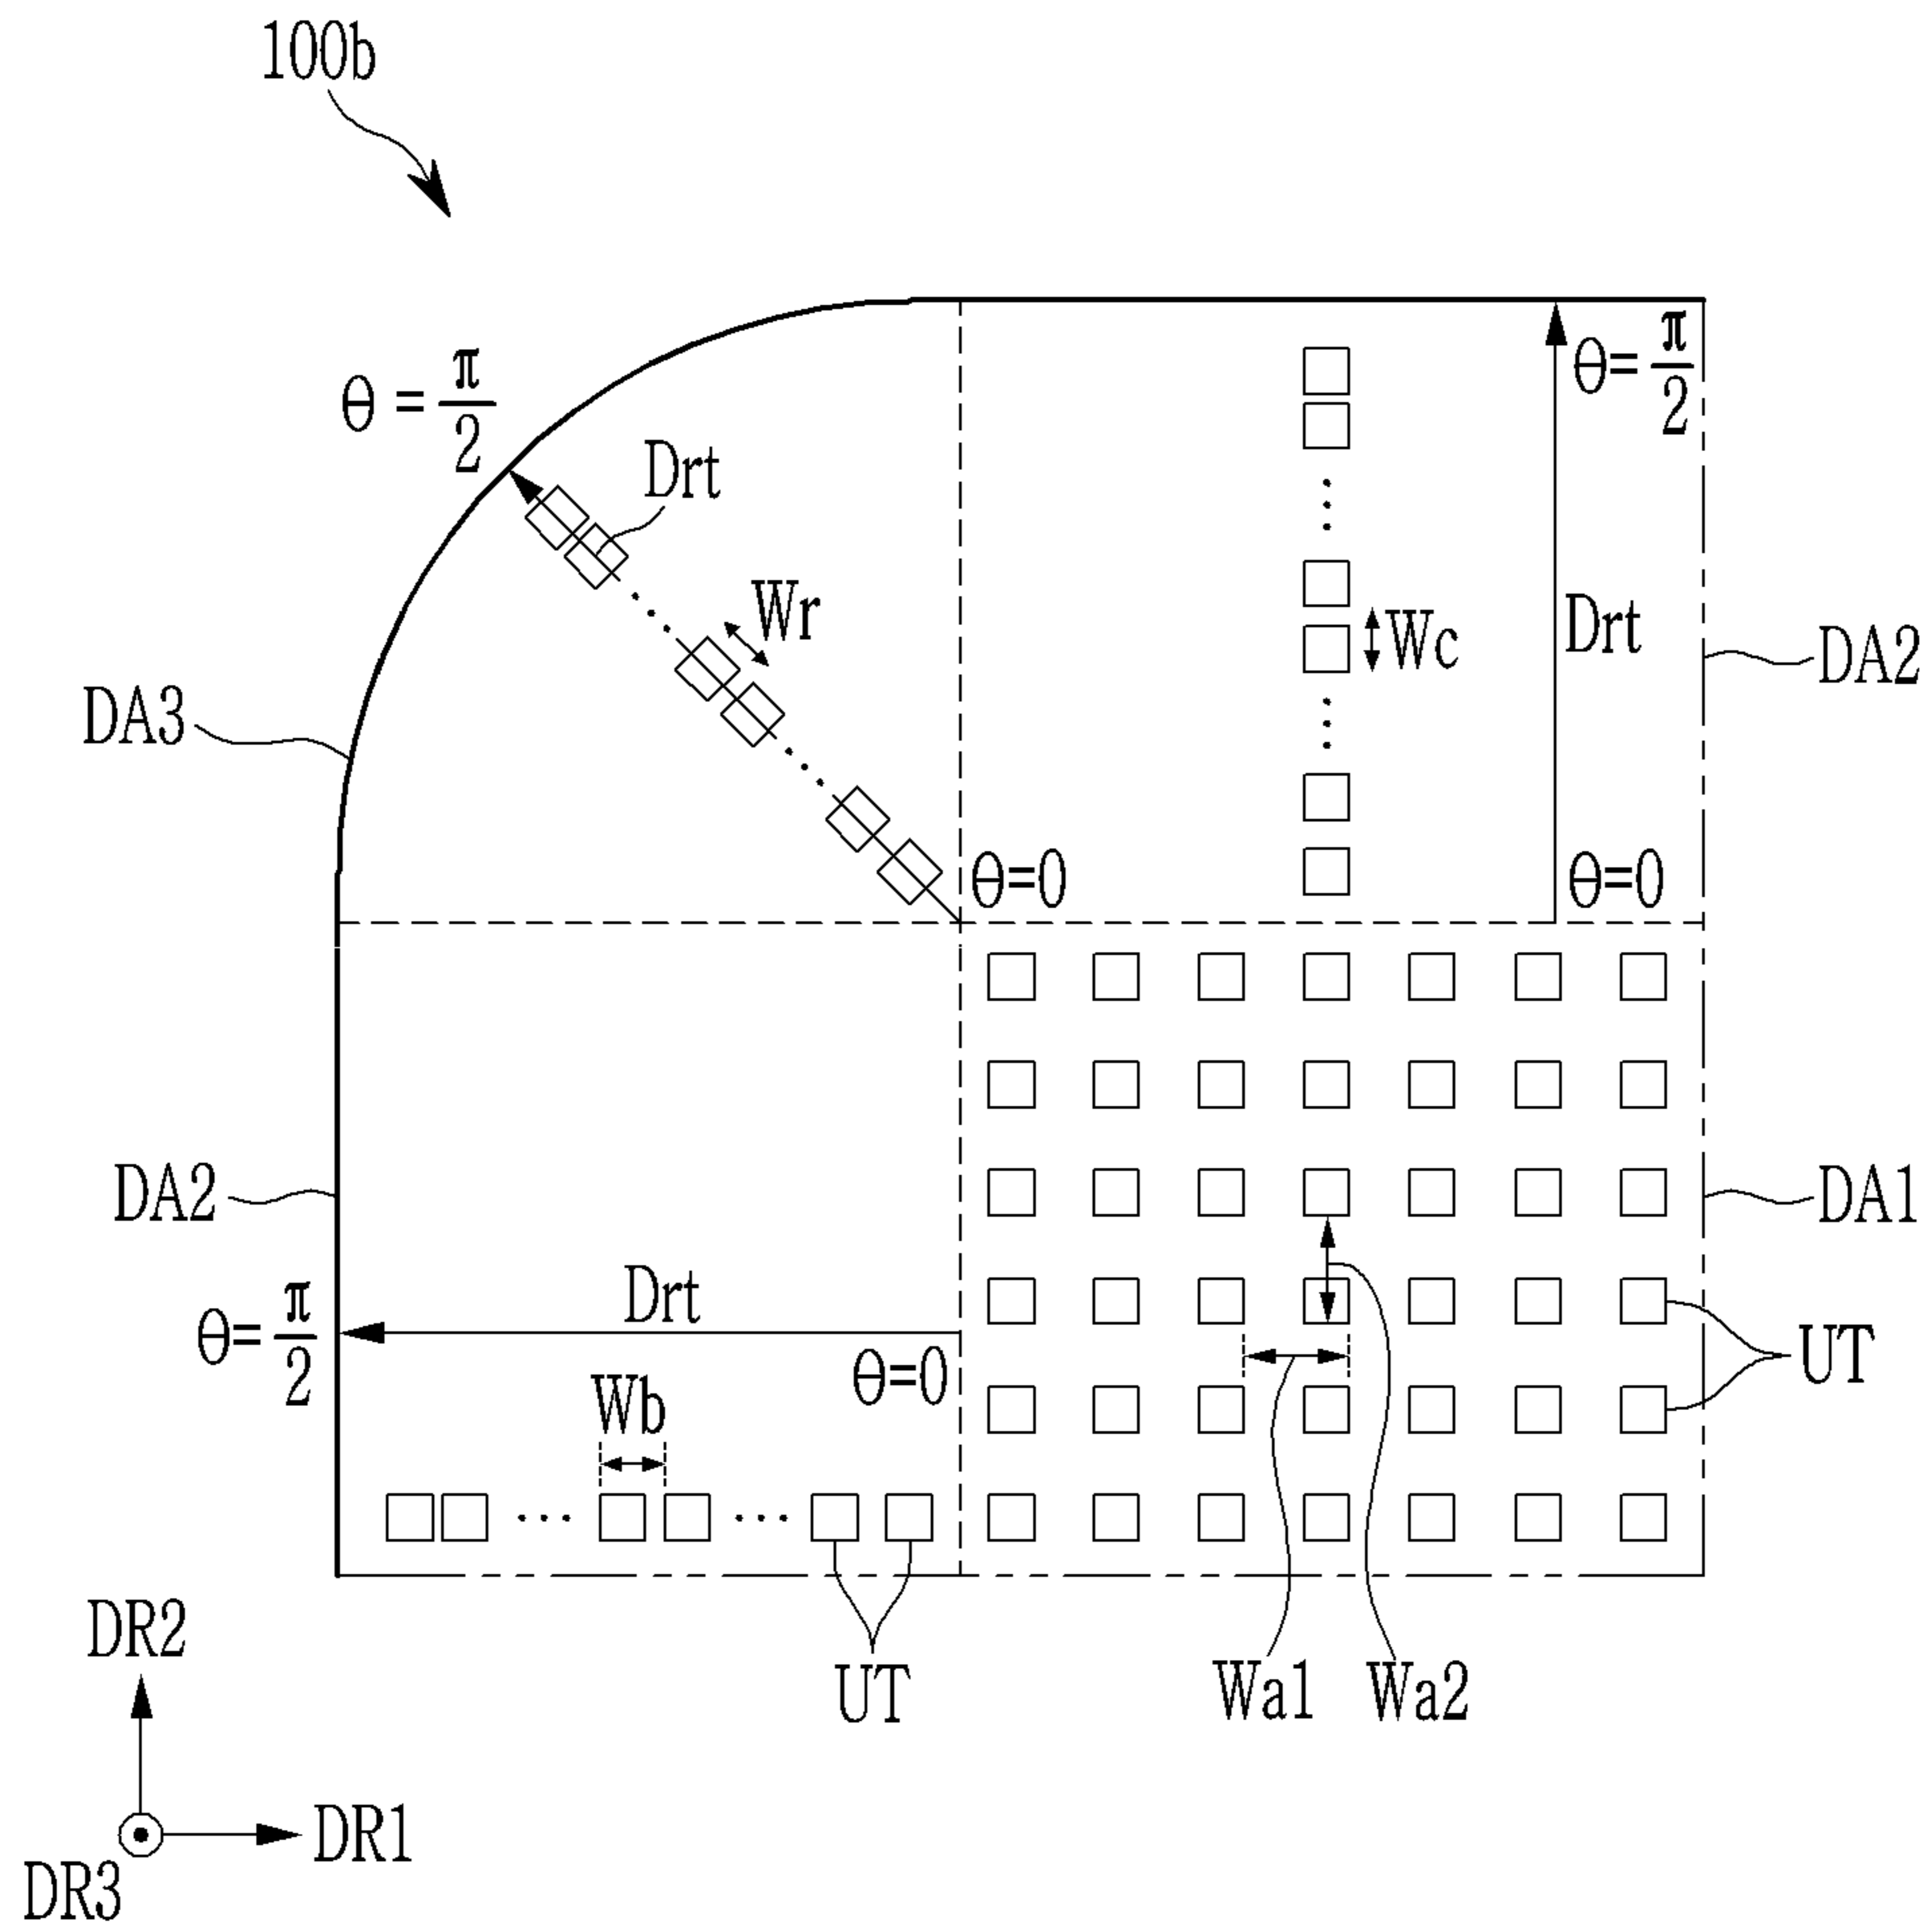 100b
θ = π/2
θ = π/2
Drt
Wr
Wc
Drt
DA2
DA3
θ=0
θ=0
DA2
DA1
Drt
θ = π/2
θ=0
UT
Wb
DR2
UT
Wa1
Wa2
DR1
DR3